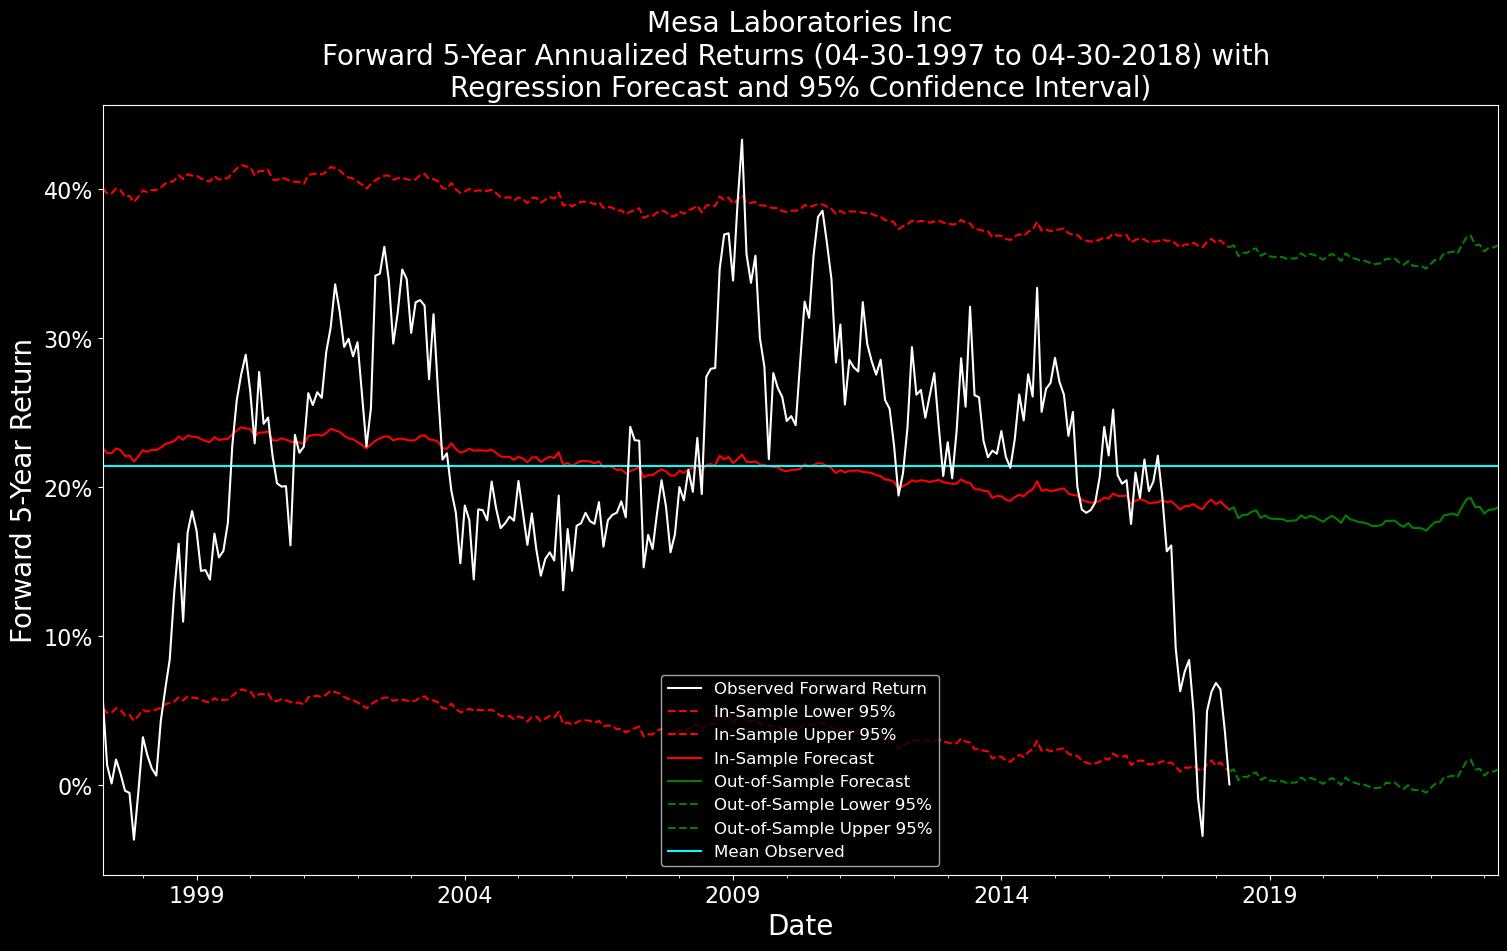 Mesa Laboratories Inc
Forward 5-Year Annualized Returns (04-30-1997 to 04-30-2018) with
Regression Forecast and 95% Confidence Interval)
Forward 5-Year Return
40%
30%
20%
10%
0%
Observed Forward Return
In-Sample Lower 95%
In-Sample Upper 95%
In-Sample Forecast
Out-of-Sample Forecast
Out-of-Sample Lower 95%
Out-of-Sample Upper 95%
Mean Observed
1999 2004 2009 2014 2019
Date